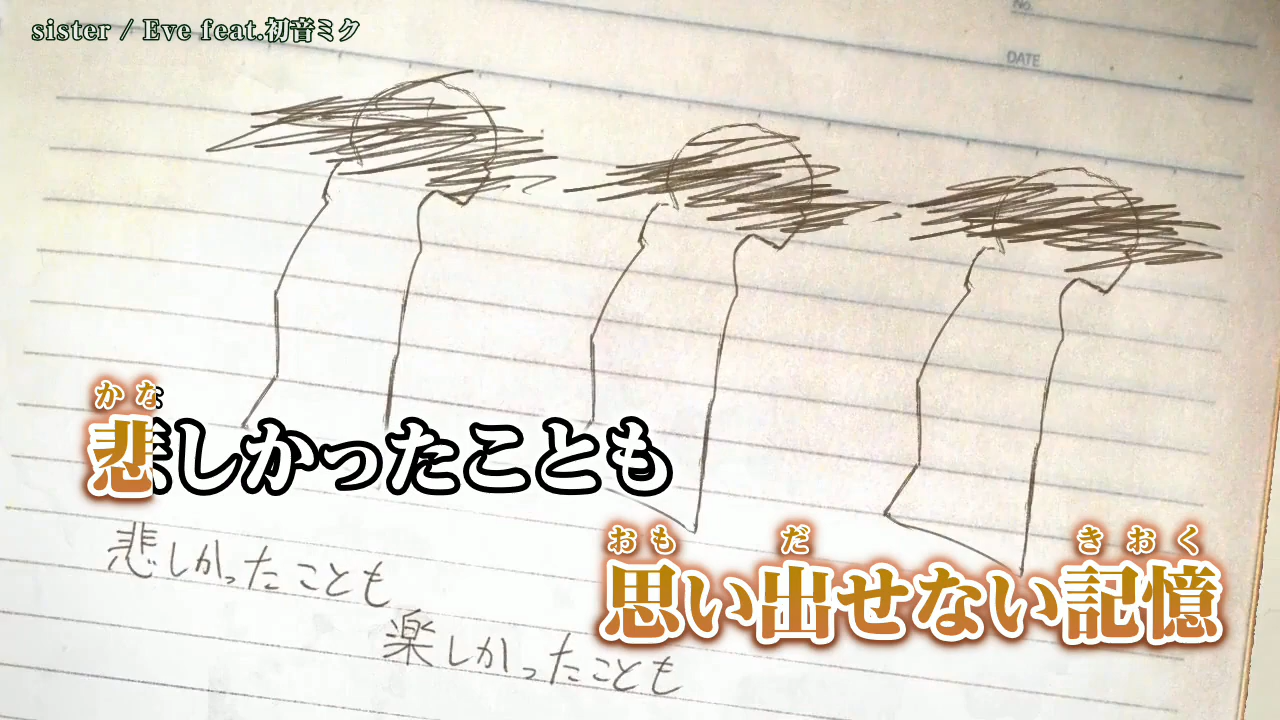 sister / Eve feat.初音ミク
No.
DATE
かな
悲しかったことも
おも だ きおく
思い出せない記憶
悲しかったことも
楽しかったことも